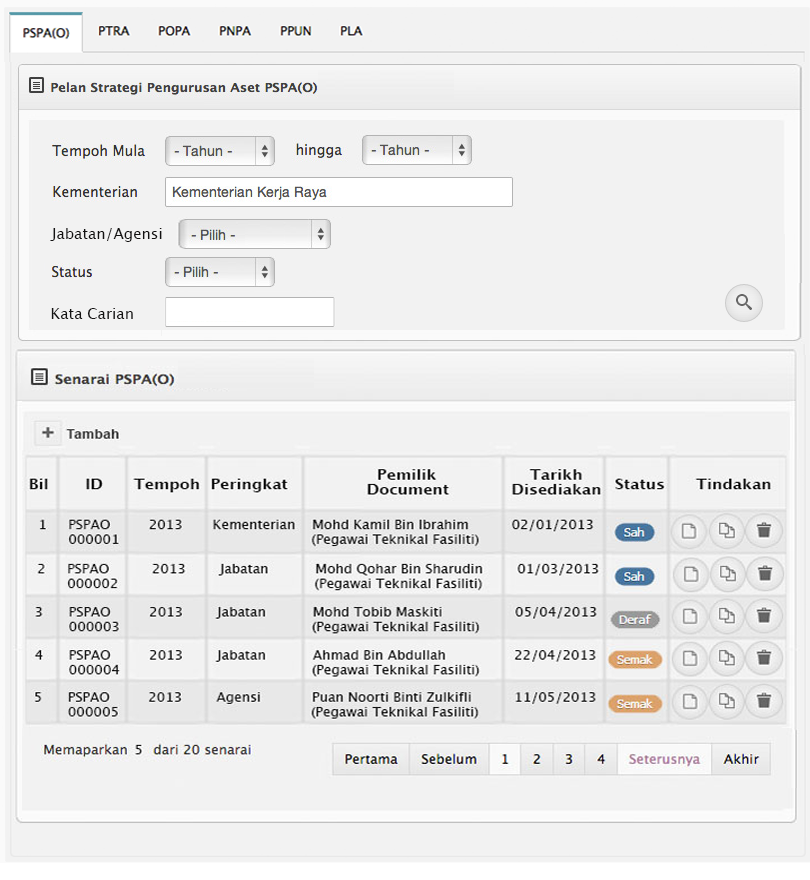 PSPA(O) PTRA POPA PNPA PPUN PLA
Pelan Strategi Pengurusan Aset PSPA(O)
Tempoh Mula - Tahun - hingga - Tahun -
Kementerian Kementerian Kerja Raya
Jabatan/Agensi - Pilih -
Status - Pilih -
Kata Carian
Senarai PSPA(O)
+ Tambah
Bil ID Tempoh Peringkat Pemilik Document Tarikh Disediakan Status Tindakan
1 PSPAO 000001 2013 Kementerian Mohd Kamil Bin Ibrahim (Pegawai Teknikal Fasiliti) 02/01/2013 Sah
2 PSPAO 000002 2013 Jabatan Mohd Qohar Bin Sharudin (Pegawai Teknikal Fasiliti) 01/03/2013 Sah
3 PSPAO 000003 2013 Jabatan Mohd Tobib Maskiti (Pegawai Teknikal Fasiliti) 05/04/2013 Deraf
4 PSPAO 000004 2013 Jabatan Ahmad Bin Abdullah (Pegawai Teknikal Fasiliti) 22/04/2013 Semak
5 PSPAO 000005 2013 Agensi Puan Noorti Binti Zulkifli (Pegawai Teknikal Fasiliti) 11/05/2013 Semak
Memaparkan 5 dari 20 senarai
Pertama Sebelum 1 2 3 4 Seterusnya Akhir